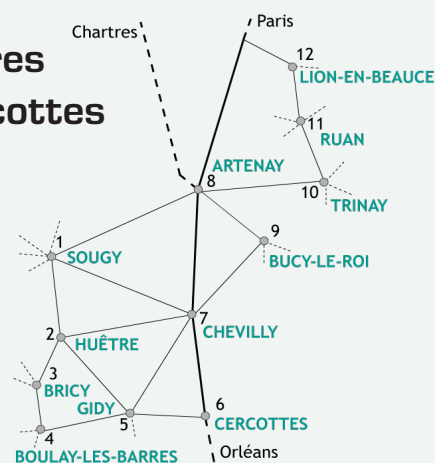 res
cottes
Chartres
Paris
12
LION-EN-BEAUCE
11
RUAN
ARTENAY
8
10
TRINAY
9
BUCY-LE-ROI
1
SOUGY
7
CHEVILLY
2
HUÊTRE
3
BRICY
GIDY
5
6
CERCOTTES
4
BOULAY-LES-BARRES
Orléans